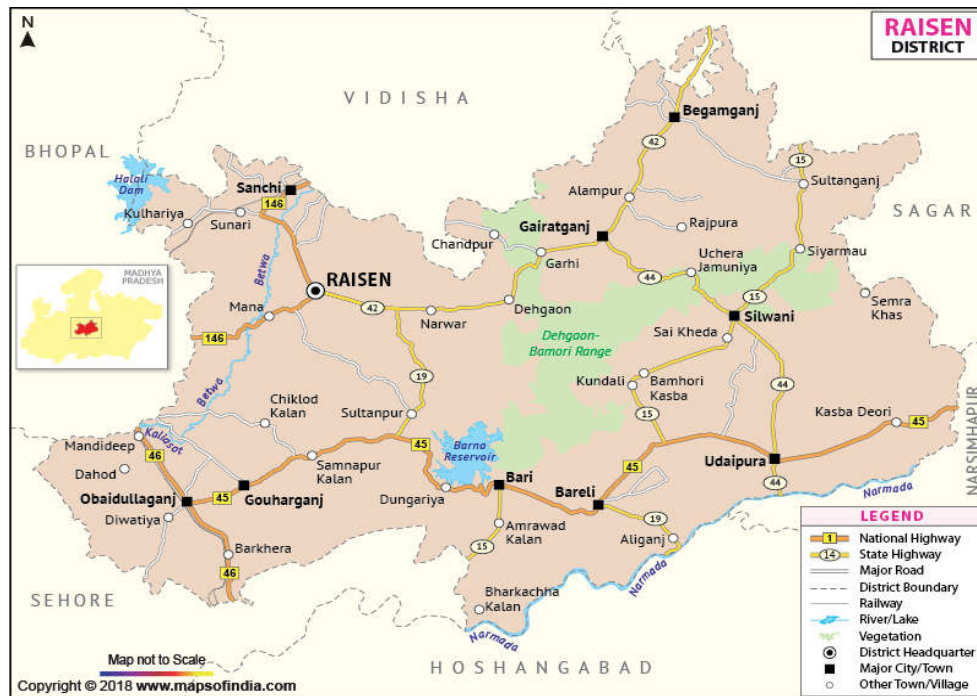 N
RAISEN
DISTRICT
VIDISHA
BHOPAL
Begamganj
42
15
Halali
Dam
Sanchi
Sultanganj
Alampur
146
Kulhariya
Sunari
Rajpura
SAGAR
Gairatganj
Chandpur
Uchera
Jamuniya
Siyarmau
Garhi
MADHYA
PRADESH
Betwa
RAISEN
44
15
Semra
Khas
Mana
42
Narwar
Dehgaon
Silwani
146
Dehgaon-
Bamori Range
Sai Kheda
19
Kundali
Bamhori
Kasba
44
Betwa
Chiklod
Kalan
Sultanpur
15
Kasba Deori
45
Kaliasot
Mandideep
46
45
Barna
Reservoir
45
Udaipura
NARSIMHAPUR
Dahod
Samnapur
Kalan
Bari
44
Obaidullaganj
45
Gouharganj
Dungariya
Bareli
Narmada
Diwatiya
Amrawad
Kalan
19
Aliganj
15
Barkhera
46
Narmada
SEHORE
Bharkachha
Kalan
Narmada
HOSHANGABAD
LEGEND
1 National Highway
14 State Highway
Major Road
District Boundary
Railway
River/Lake
Vegetation
District Headquarter
Major City/Town
Other Town/Village
Map not to Scale
Copyright © 2018 www.mapsofindia.com